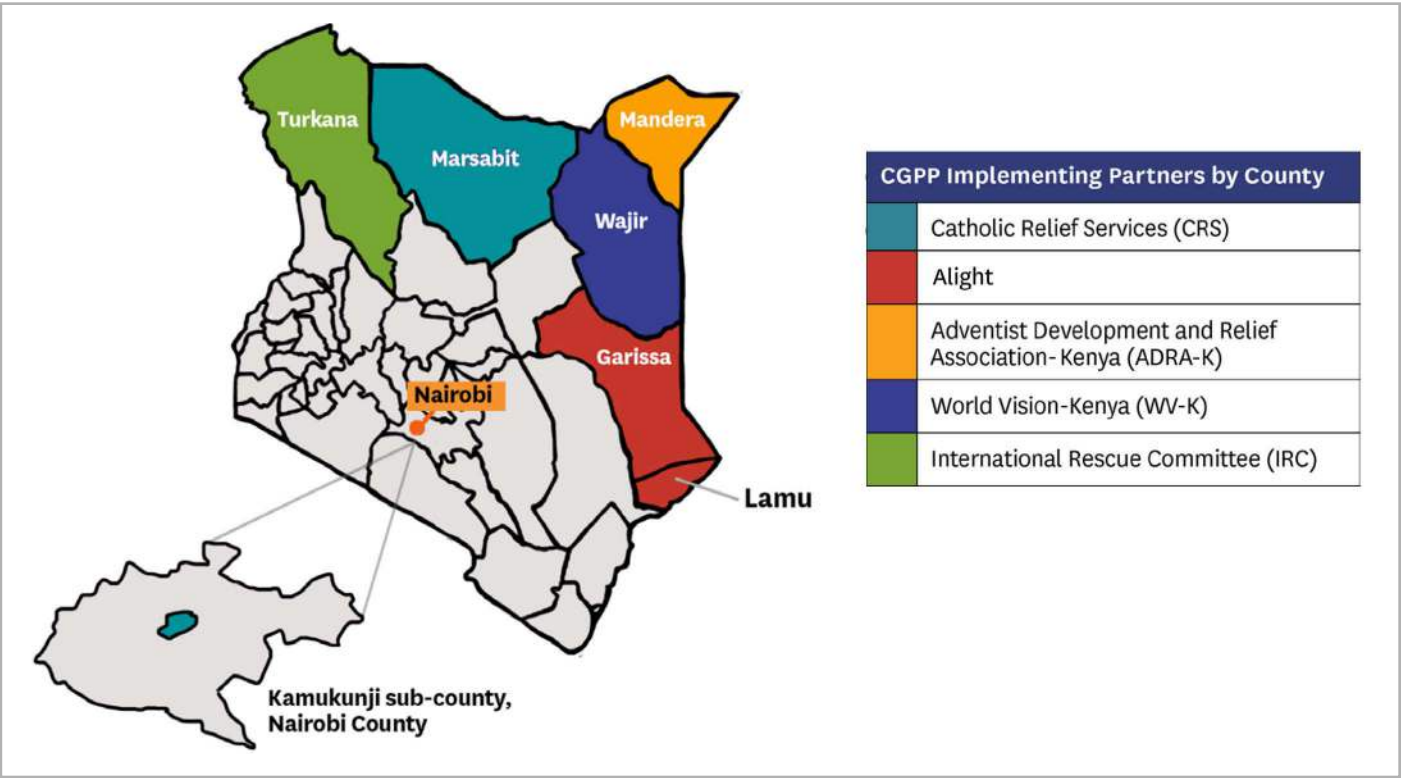 Turkana
Marsabit
Mandera
Wajir
Garissa
Nairobi
Lamu
Kamukunji sub-county,
Nairobi County
CGPP Implementing Partners by County
Catholic Relief Services (CRS)
Alight
Adventist Development and Relief
Association-Kenya (ADRA-K)
World Vision-Kenya (WV-K)
International Rescue Committee (IRC)